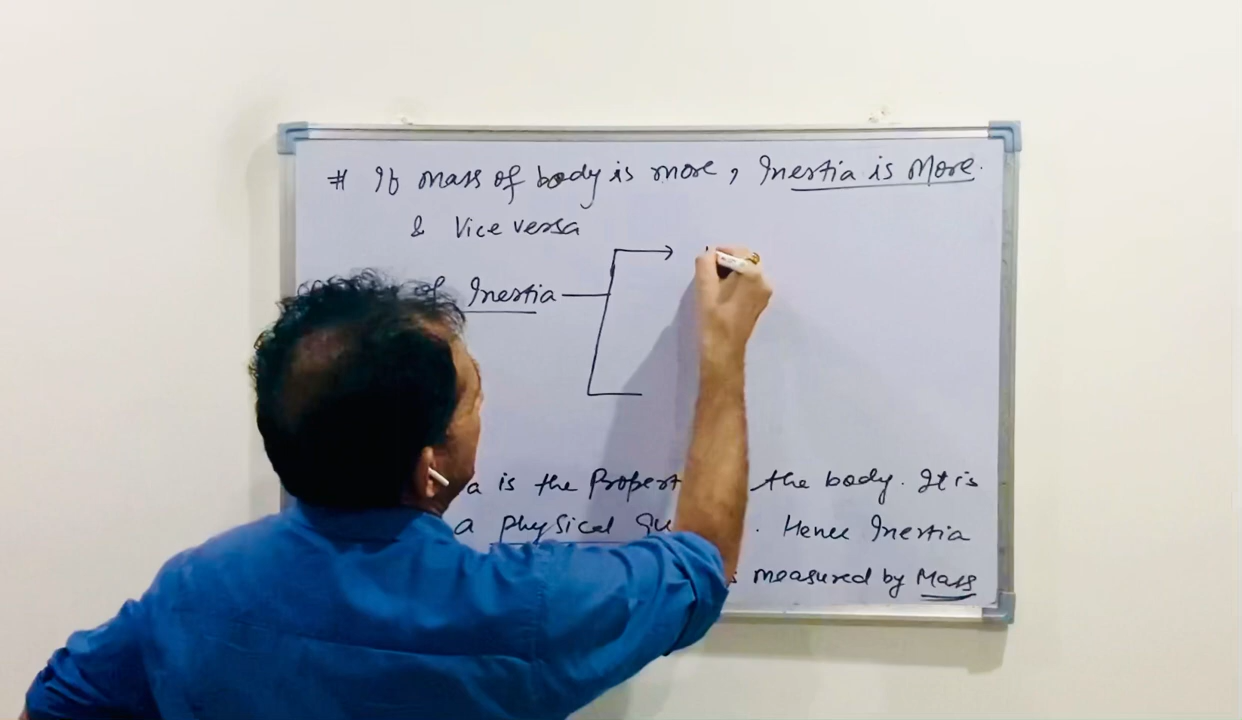 # If mass of body is more, Inertia is More.
& Vice versa
of Inertia
is the Propert the body. It is
a physical Qu . Hence Inertia
measured by Mass